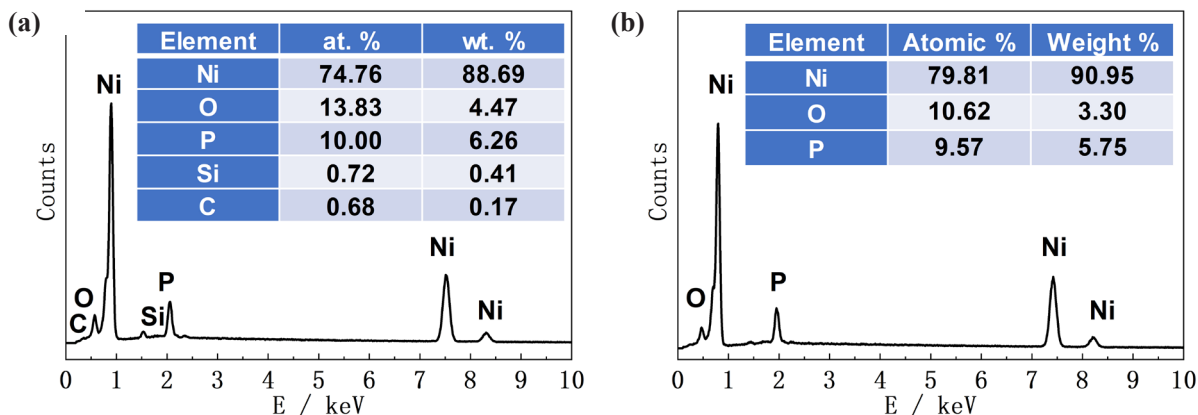 (a)
Element at. % wt. %
Ni 74.76 88.69
O 13.83 4.47
P 10.00 6.26
Si 0.72 0.41
C 0.68 0.17
Ni
O
C
Si
P
Ni
Ni
Counts
0 1 2 3 4 5 6 7 8 9 10
E / keV
(b)
Element Atomic % Weight %
Ni 79.81 90.95
O 10.62 3.30
P 9.57 5.75
Ni
O
P
Ni
Ni
Counts
0 1 2 3 4 5 6 7 8 9 10
E / keV